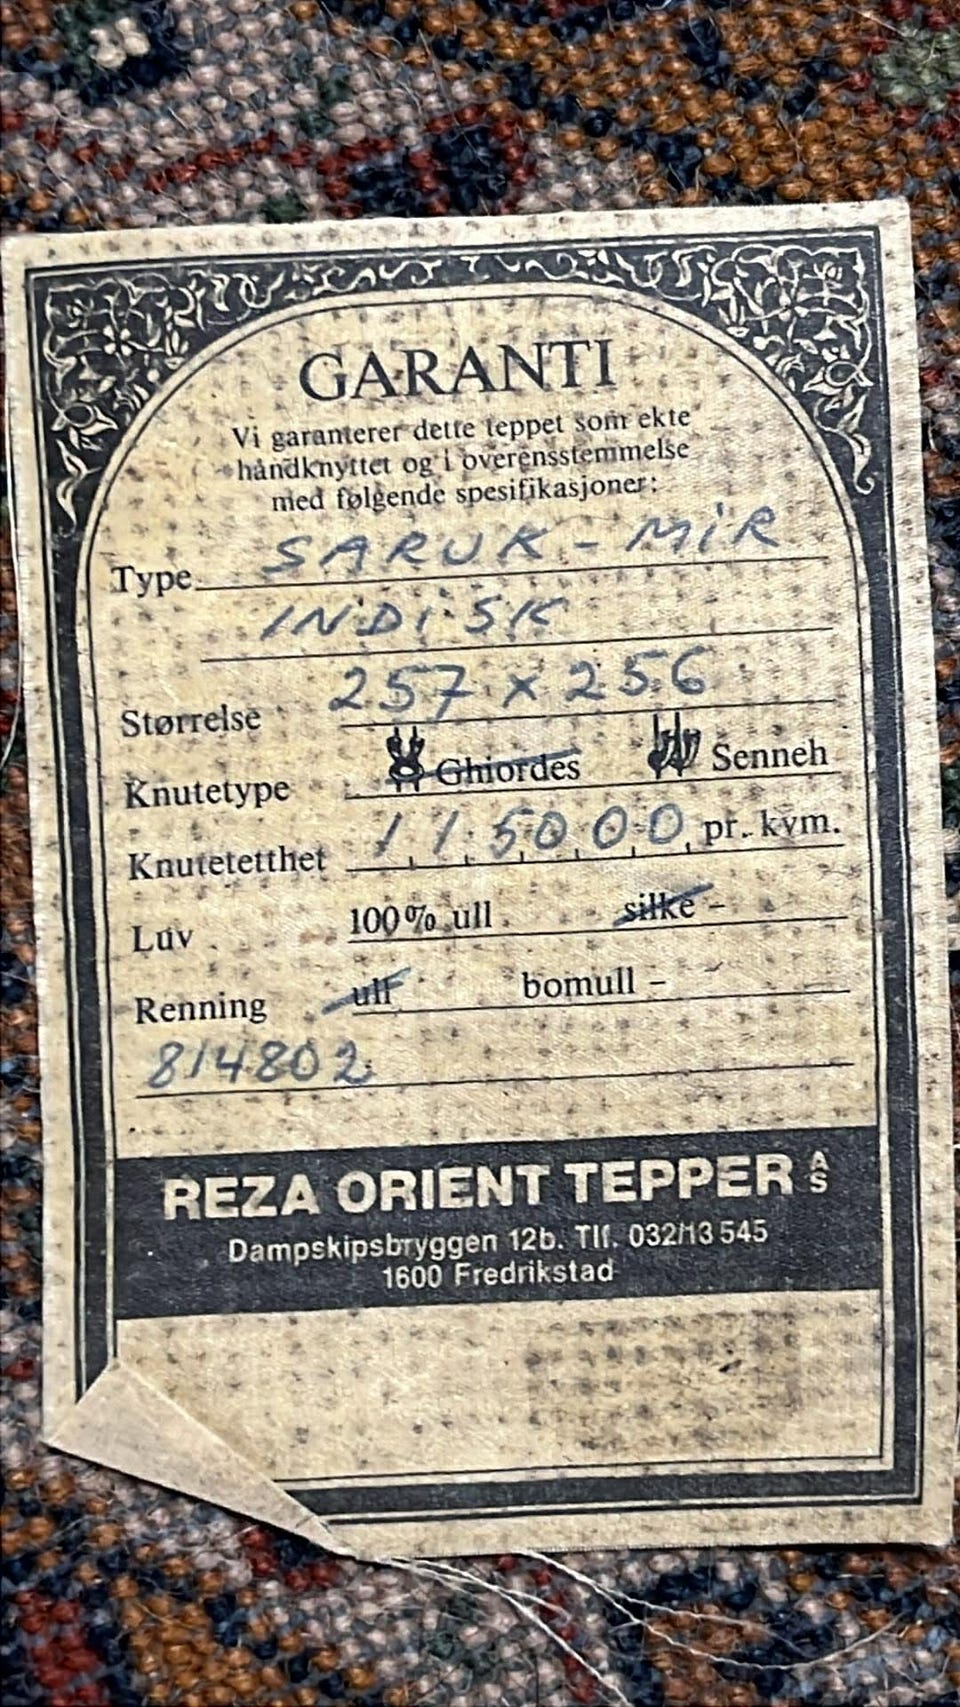 GARANTI
Vi garanterer dette teppet som ekte
håndknyttet og i overensstemmelse
med følgende spesifikasjoner:
Type SARUK - MIR
INDISK
Størrelse 257 x 256
Knutetype Ghiordes Senneh
Knutetetthet 115000 pr. kvm.
Luv 100% ull silke -
Renning ull bomull -
814802
REZA ORIENT TEPPER AS
Dampskipsbryggen 12b. Tlf. 032/13 545
1600 Fredrikstad